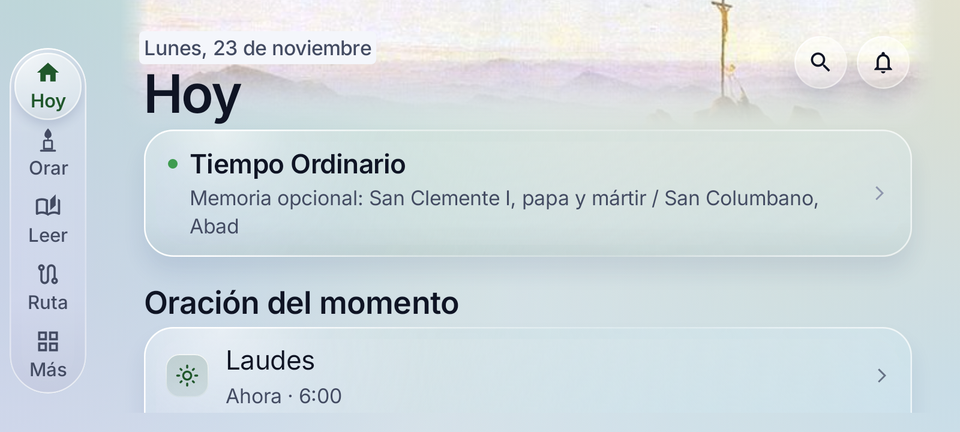 Lunes, 23 de noviembre
Hoy
Tiempo Ordinario
Memoria opcional: San Clemente I, papa y mártir / San Columbano,
Abad
Oración del momento
Laudes
Ahora · 6:00
Hoy
Orar
Leer
Ruta
Más